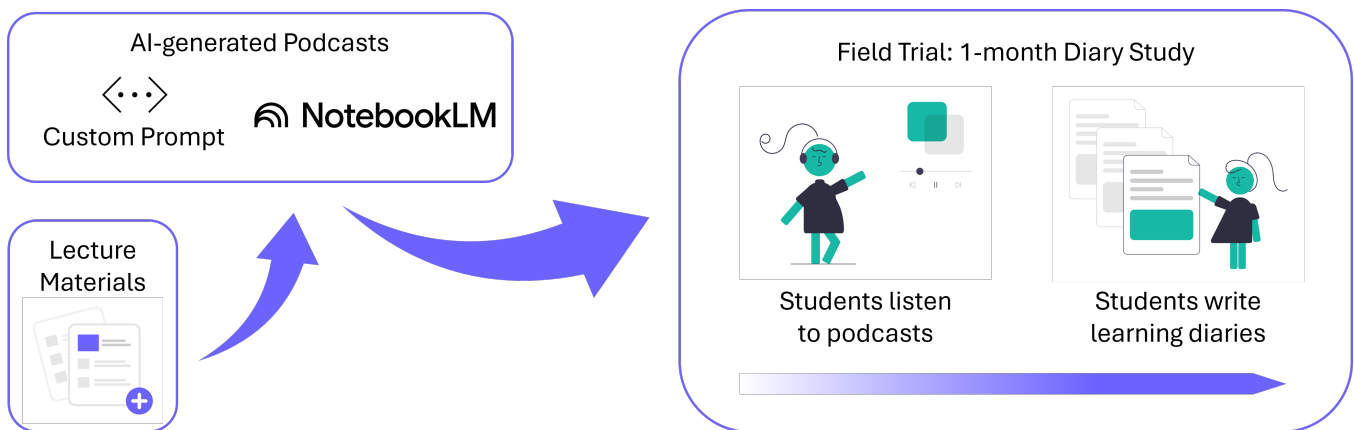 AI-generated Podcasts
Custom Prompt
NotebookLM
Lecture
Materials
Field Trial: 1-month Diary Study
Students listen
to podcasts
Students write
learning diaries